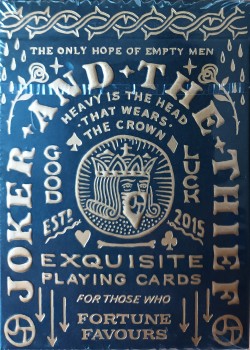 THE ONLY HOPE OF EMPTY MEN
JOKER · AND · THE · THIEF
HEAVY IS THE HEAD
· THAT WEARS ·
THE CROWN
GOOD
LUCK
ESTD
2015
EXQUISITE
PLAYING CARDS
FOR THOSE WHO
FORTUNE
FAVOURS